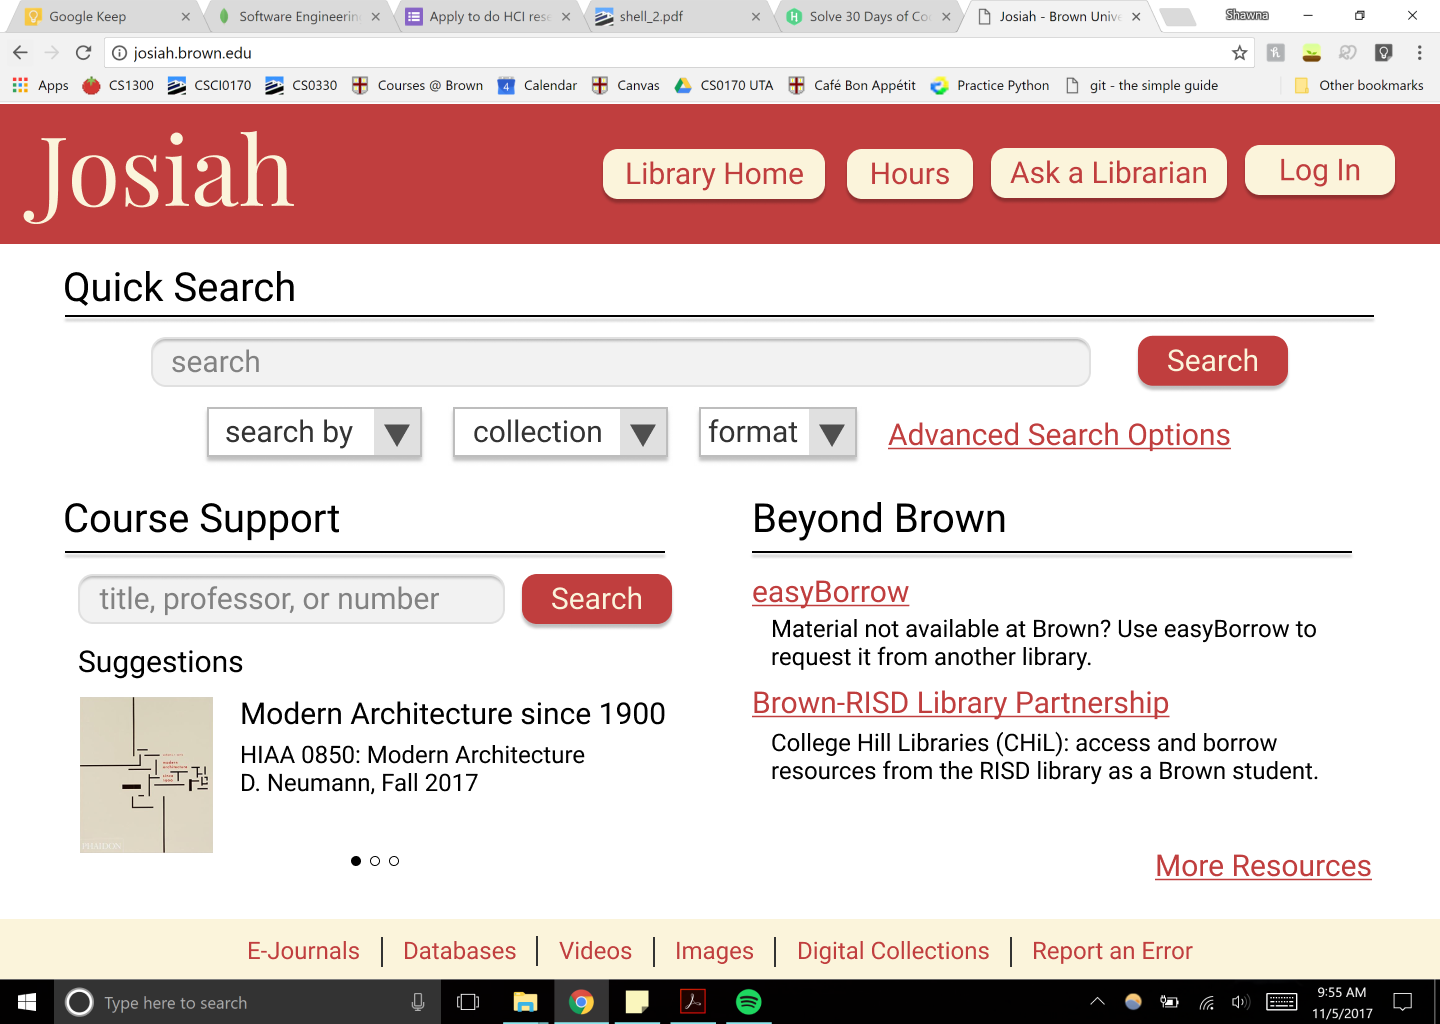 Google Keep
Software Engineering
Apply to do HCI rese
shell_2.pdf
Solve 30 Days of Co
Josiah - Brown Unive
Shawna
josiah.brown.edu
Apps
CS1300
CSCI0170
CS0330
Courses @ Brown
4
Calendar
Canvas
CS0170 UTA
Café Bon Appétit
Practice Python
git - the simple guide
Other bookmarks
Josiah
Library Home
Hours
Ask a Librarian
Log In
Quick Search
search
Search
search by
collection
format
Advanced Search Options
Course Support
title, professor, or number
Search
Suggestions
modern
architecture
since
1900
PHAIDON
Modern Architecture since 1900
HIAA 0850: Modern Architecture
D. Neumann, Fall 2017
Beyond Brown
easyBorrow
Material not available at Brown? Use easyBorrow to
request it from another library.
Brown-RISD Library Partnership
College Hill Libraries (CHiL): access and borrow
resources from the RISD library as a Brown student.
More Resources
E-Journals | Databases | Videos | Images | Digital Collections | Report an Error
Type here to search
9:55 AM
11/5/2017